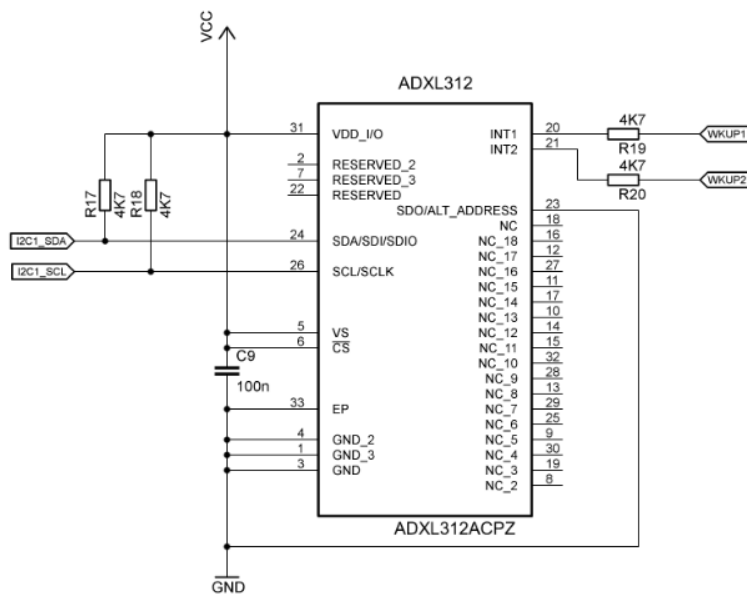 VCC
ADXL312
31 VDD_I/O
2 RESERVED_2
7 RESERVED_3
22 RESERVED
R17 4K7
R18 4K7
I2C1_SDA
24 SDA/SDI/SDIO
I2C1_SCL
26 SCL/SCLK
5 VS
6 CS
C9
100n
33 EP
4 GND_2
1 GND_3
3 GND
INT1 20
INT2 21
4K7
R19
WKUP1
4K7
R20
WKUP2
SDO/ALT_ADDRESS 23
NC 18
NC_18 16
NC_17 12
NC_16 27
NC_15 11
NC_14 17
NC_13 10
NC_12 14
NC_11 15
NC_10 32
NC_9 28
NC_8 13
NC_7 29
NC_6 25
NC_5 9
NC_4 30
NC_3 19
NC_2 8
ADXL312ACPZ
GND